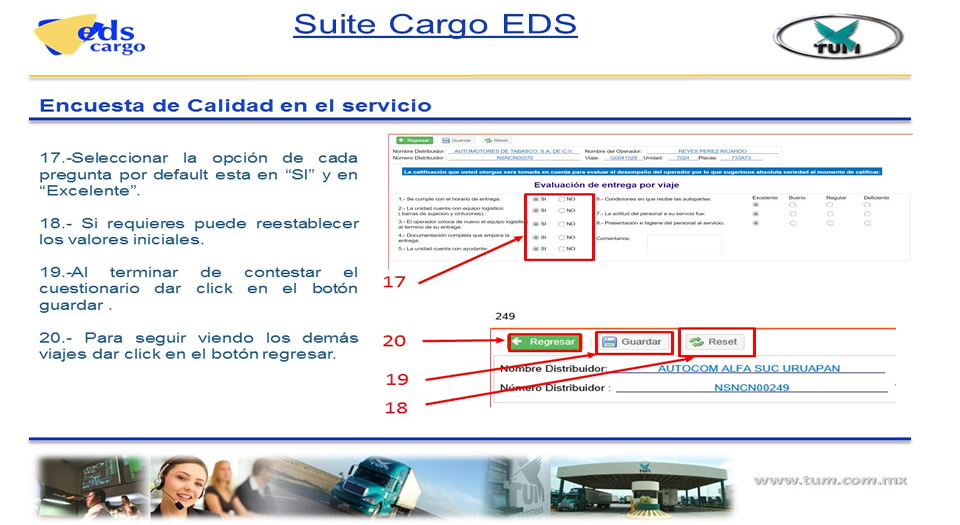 eds
cargo
Suite Cargo EDS
TUM
Encuesta de Calidad en el servicio
17.-Seleccionar la opción de cada
pregunta por default esta en “SI” y en
“Excelente”.
18.- Si requieres puede reestablecer
los valores iniciales.
19.-Al terminar de contestar el
cuestionario dar click en el botón
guardar .
20.- Para seguir viendo los demás
viajes dar click en el botón regresar.
Regresar Guardar Reset
Nombre Distribuidor: AUTOMOTORES DE TABASCO, S.A. DE C.V. Nombre del Operador: REYES PEREZ RICARDO
Número Distribuidor : NSNCN00370 Viaje: G0041528 Unidad: 7024 Placas: 733AT3
La calificación que usted otorgue sera tomada en cuenta para evaluar el desempeño del operador por lo que sugerimos absoluta seriedad al momento de calificar.
Evaluación de entrega por viaje
1.- Se cumple con el horario de entrega: SI NO
2.- La unidad cuenta con equipo logístico:
( barras de sujecion y cinturones).: SI NO
3.- El operador coloca de nuevo el equipo logístico
al termino de su entrega: SI NO
4.- Documentación completa que ampara la
entrega: SI NO
5.- La unidad cuenta con ayudante: SI NO
Excelente Bueno Regular Deficiente
6.- Condiciones en que recibe las autopartes:
7.- La actitud del personal a su servicio fue:
8.- Presentación e higiene del personal al servicio:
Comentarios:
17
249
20
Regresar Guardar Reset
Nombre Distribuidor: AUTOCOM ALFA SUC URUAPAN
19
Número Distribuidor : NSNCN00249
18
TUM
www.tum.com.mx